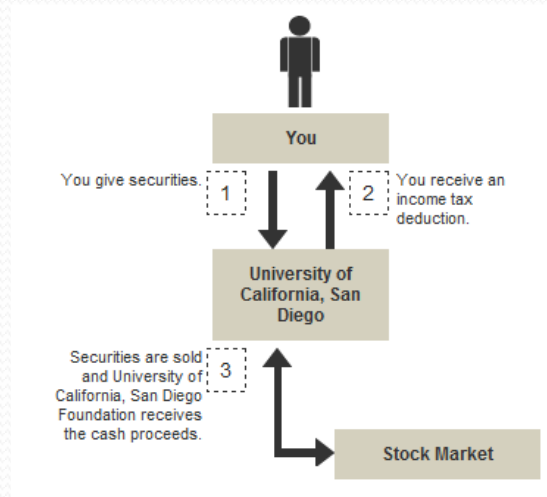 You
You give securities.
1
2
You receive an
income tax
deduction.
University of
California, San
Diego
Securities are sold
and University of
California, San Diego
Foundation receives
the cash proceeds.
3
Stock Market